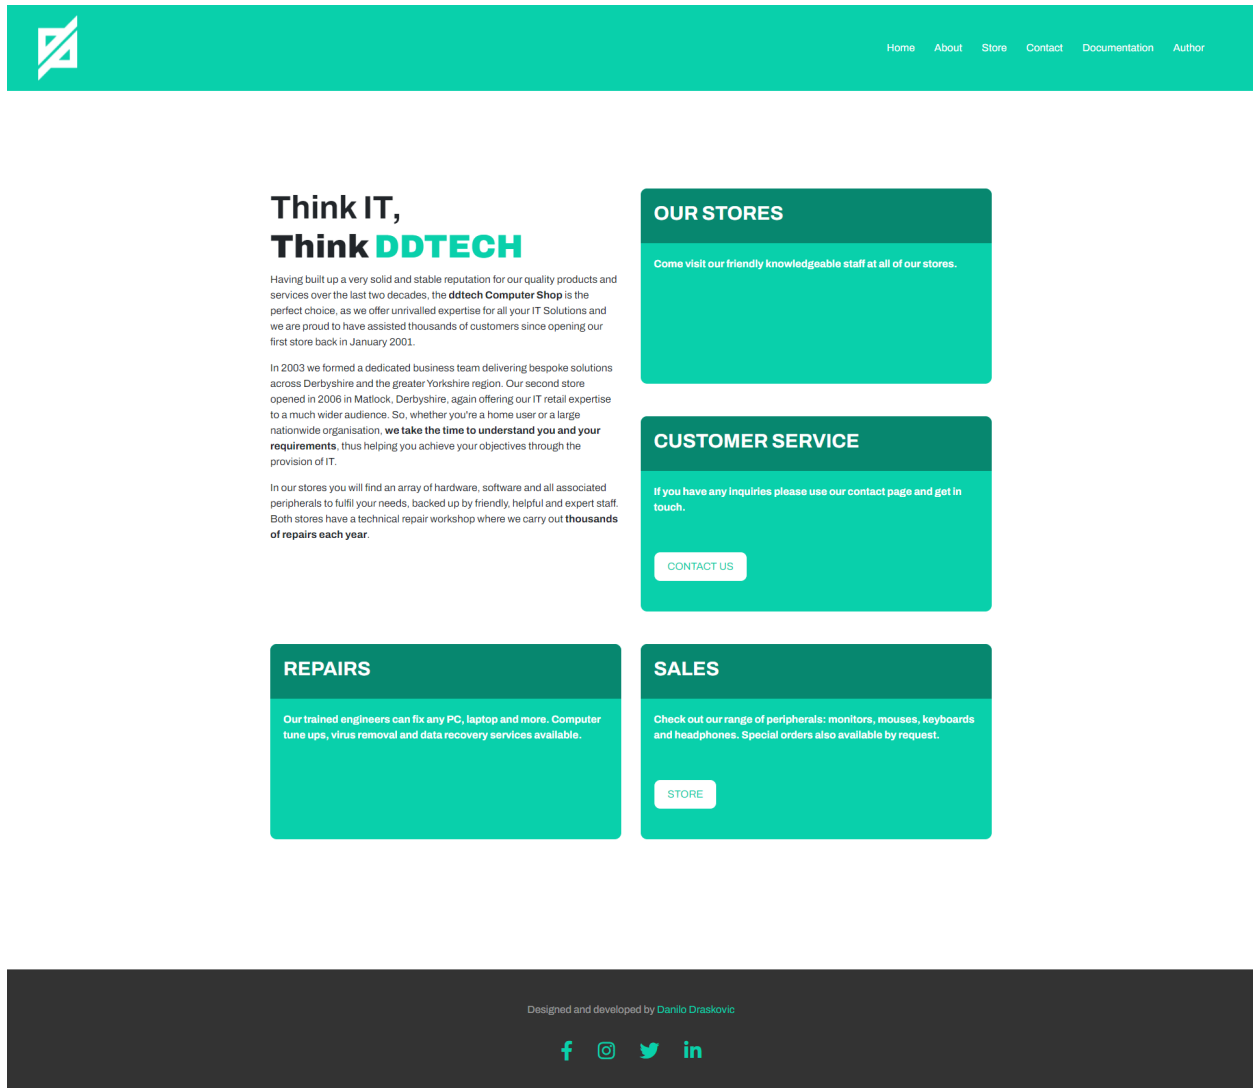 Home About Store Contact Documentation Author
Think IT,
Think DDTECH
Having built up a very solid and stable reputation for our quality products and
services over the last two decades, the ddtech Computer Shop is the
perfect choice, as we offer unrivalled expertise for all your IT Solutions and
we are proud to have assisted thousands of customers since opening our
first store back in January 2001.
In 2003 we formed a dedicated business team delivering bespoke solutions
across Derbyshire and the greater Yorkshire region. Our second store
opened in 2006 in Matlock, Derbyshire, again offering our IT retail expertise
to a much wider audience. So, whether you're a home user or a large
nationwide organisation, we take the time to understand you and your
requirements, thus helping you achieve your objectives through the
provision of IT.
In our stores you will find an array of hardware, software and all associated
peripherals to fulfil your needs, backed up by friendly, helpful and expert staff.
Both stores have a technical repair workshop where we carry out thousands
of repairs each year.
OUR STORES
Come visit our friendly knowledgeable staff at all of our stores.
CUSTOMER SERVICE
If you have any inquiries please use our contact page and get in
touch.
CONTACT US
REPAIRS
Our trained engineers can fix any PC, laptop and more. Computer
tune ups, virus removal and data recovery services available.
SALES
Check out our range of peripherals: monitors, mouses, keyboards
and headphones. Special orders also available by request.
STORE
Designed and developed by Danilo Draskovic